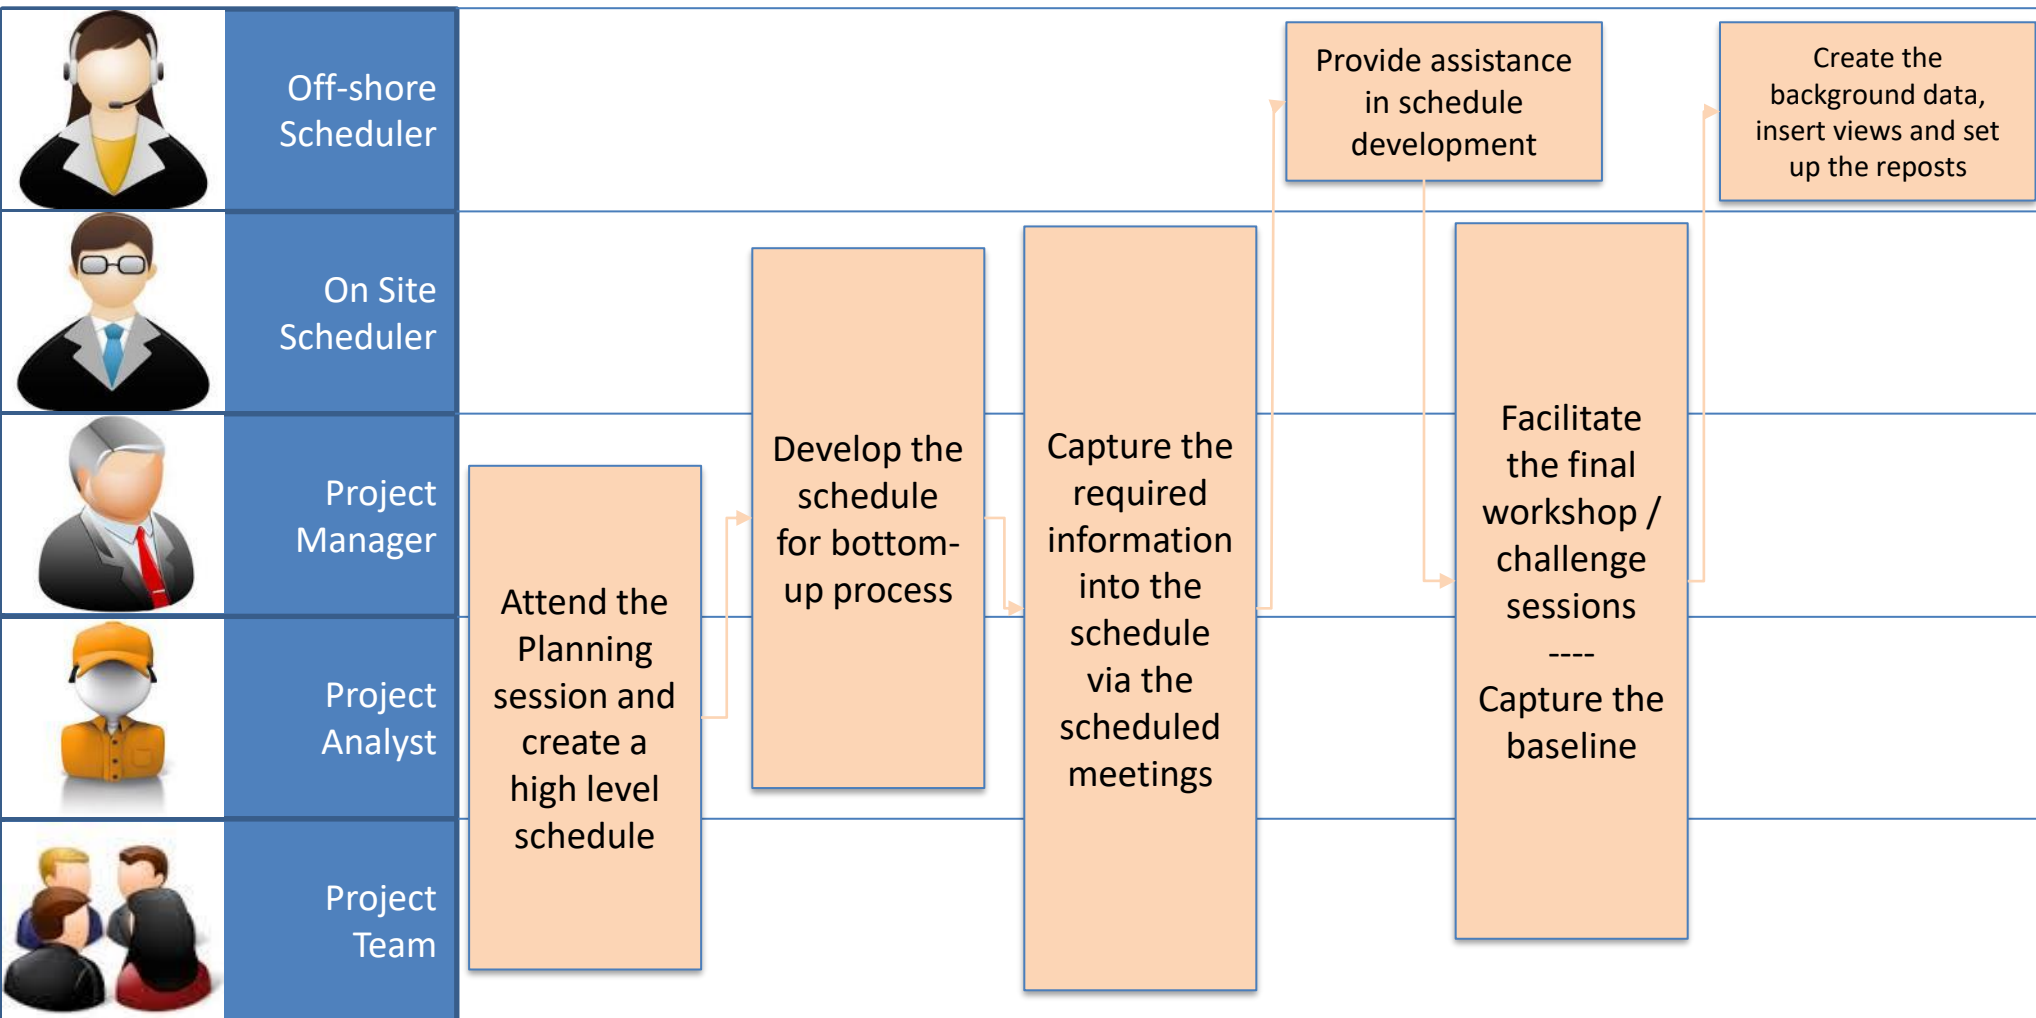 Off-shore
Scheduler
On Site
Scheduler
Project
Manager
Project
Analyst
Project
Team
Attend the
Planning
session and
create a
high level
schedule
Develop the
schedule
for bottom-
up process
Capture the
required
information
into the
schedule
via the
scheduled
meetings
Provide assistance
in schedule
development
Facilitate
the final
workshop /
challenge
sessions
----
Capture the
baseline
Create the
background data,
insert views and set
up the reposts